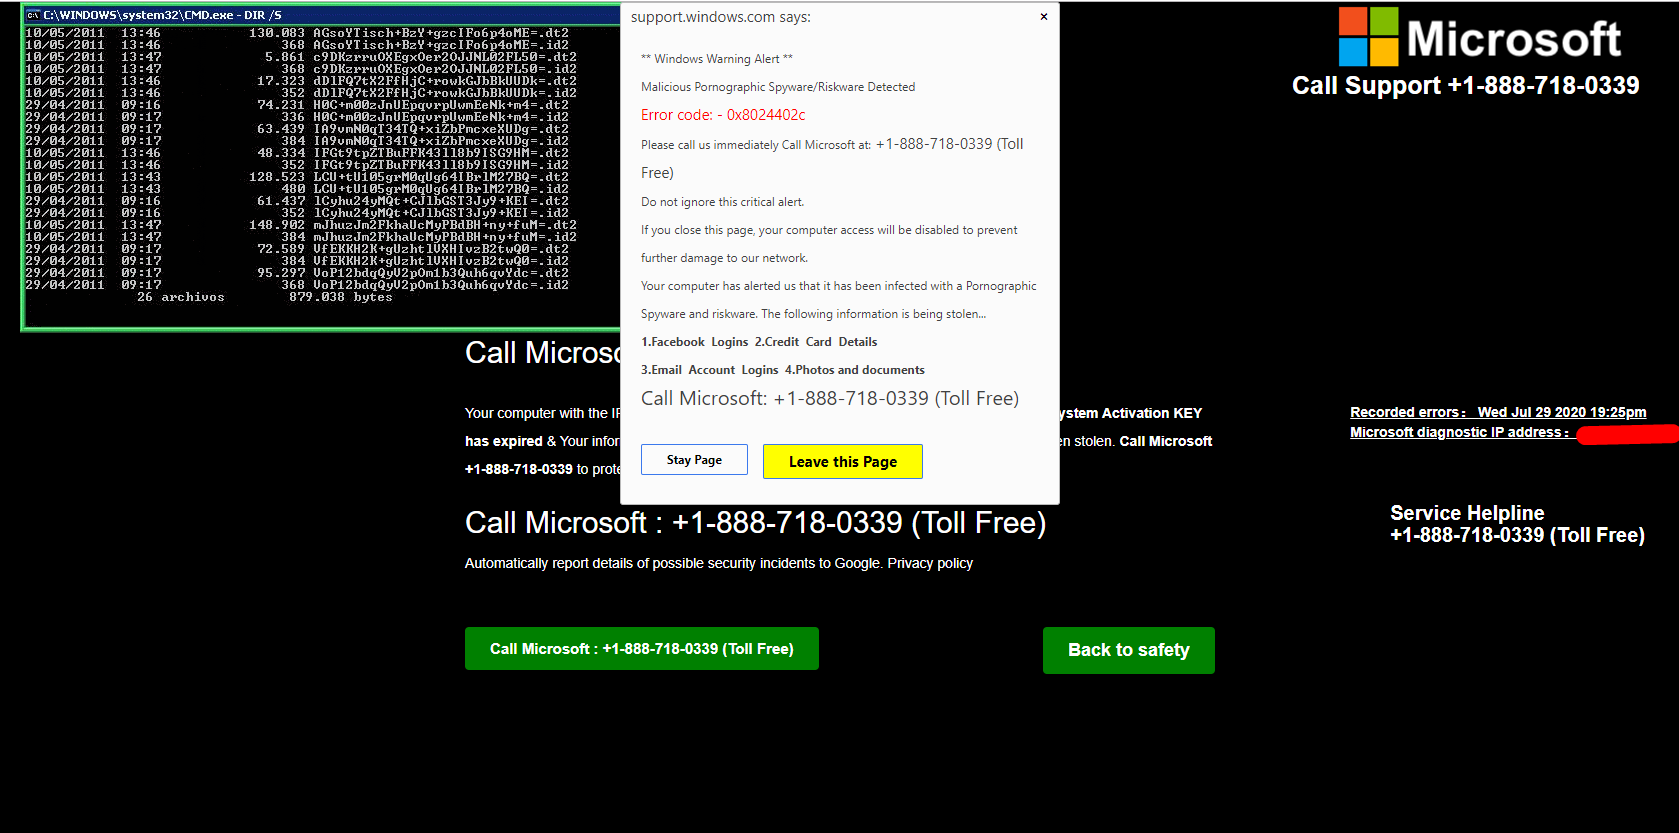 C:\WINDOWS\system32\CMD.exe - DIR /S
10/05/2011 13:46 130.083 AGsoYTisch+BzY+gzcIFo6p4oME=.dt2
10/05/2011 13:46 368 AGsoYTisch+BzY+gzcIFo6p4oME=.id2
10/05/2011 13:47 5.861 c9DKzrruOXEgxOer2OJJNL02FL50=.dt2
10/05/2011 13:47 368 c9DKzrruOXEgxOer2OJJNL02FL50=.id2
10/05/2011 13:46 17.323 dDlFQ7tX2FfHjC+rowkGJbBkUUDk=.dt2
10/05/2011 13:46 352 dDlFQ7tX2FfHjC+rowkGJbBkUUDk=.id2
29/04/2011 09:16 74.231 H0C+m00zJnUEpqvrpUwmEeNk+m4=.dt2
29/04/2011 09:16 336 H0C+m00zJnUEpqvrpUwmEeNk+m4=.id2
29/04/2011 09:17 63.439 IA9vmN0qT34TQ+xiZbPmcxeXUDg=.dt2
29/04/2011 09:17 384 IA9vmN0qT34TQ+xiZbPmcxeXUDg=.id2
10/05/2011 13:46 48.334 IFGt9tpZTBuFFK43ll8b9ISG9HM=.dt2
10/05/2011 13:46 352 IFGt9tpZTBuFFK43ll8b9ISG9HM=.id2
10/05/2011 13:43 128.523 LCU+tU105grM0qUg64IBrlM27BQ=.dt2
10/05/2011 13:43 480 LCU+tU105grM0qUg64IBrlM27BQ=.id2
29/04/2011 09:16 61.437 lCyhu24yMQt+CJlbGST3Jy9+KEI=.dt2
29/04/2011 09:16 352 lCyhu24yMQt+CJlbGST3Jy9+KEI=.id2
10/05/2011 13:47 148.902 mJhuzJm2FkhaUcMyPBdBH+ny+fuM=.dt2
10/05/2011 13:47 384 mJhuzJm2FkhaUcMyPBdBH+ny+fuM=.id2
29/04/2011 09:17 72.589 VfEKKH2K+gUzhtlVXHIvzB2twQ0=.dt2
29/04/2011 09:17 384 VfEKKH2K+gUzhtlVXHIvzB2twQ0=.id2
29/04/2011 09:17 95.297 VoP12bdqQyV2pOm1b3Quh6qvYdc=.dt2
29/04/2011 09:17 368 VoP12bdqQyV2pOm1b3Quh6qvYdc=.id2
26 archivos 879.038 bytes
support.windows.com says:
×
** Windows Warning Alert **
Malicious Pornographic Spyware/Riskware Detected
Error code: - 0x8024402c
Please call us immediately Call Microsoft at: +1-888-718-0339 (Toll
Free)
Do not ignore this critical alert.
If you close this page, your computer access will be disabled to prevent
further damage to our network.
Your computer has alerted us that it has been infected with a Pornographic
Spyware and riskware. The following information is being stolen...
1.Facebook Logins 2.Credit Card Details
3.Email Account Logins 4.Photos and documents
Call Microsoft: +1-888-718-0339 (Toll Free)
Stay Page
Leave this Page
Microsoft
Call Support +1-888-718-0339
Call
Your computer with the
System Activation KEY
has expired & Your
stolen. Call Microsoft
+1-888-718-0339 to
Recorded errors : Wed Jul 29 2020 19:25pm
Microsoft diagnostic IP address :
Call Microsoft : +1-888-718-0339 (Toll Free)
Automatically report details of possible security incidents to Google. Privacy policy
Service Helpline
+1-888-718-0339 (Toll Free)
Call Microsoft : +1-888-718-0339 (Toll Free)
Back to safety